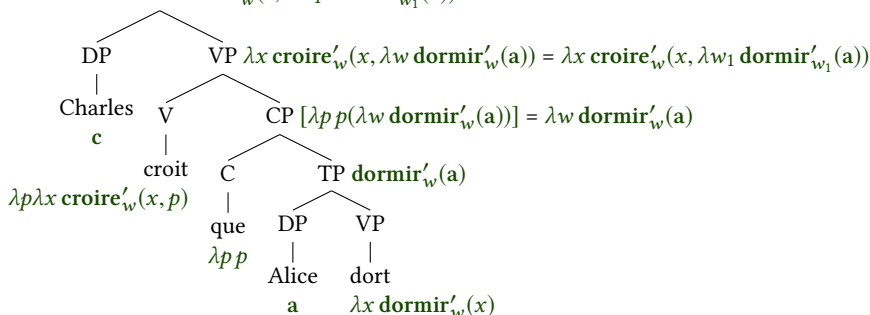 DP VP λx croire′w(x, λw dormir′w(a)) = λx croire′w(x, λw₁ dormir′w₁(a))
Charles V CP [λp p(λw dormir′w(a))] = λw dormir′w(a)
c
croit C TP dormir′w(a)
λpλx croire′w(x, p)
que DP VP
λp p
Alice dort
a λx dormir′w(x)